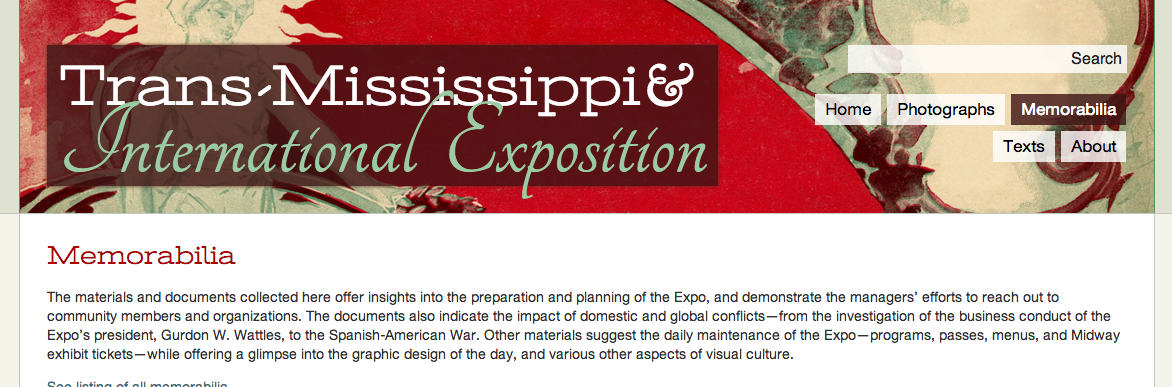 Trans-Mississippi &
International Exposition
Search
Home Photographs Memorabilia
Texts About
Memorabilia
The materials and documents collected here offer insights into the preparation and planning of the Expo, and demonstrate the managers’ efforts to reach out to
community members and organizations. The documents also indicate the impact of domestic and global conflicts—from the investigation of the business conduct of the
Expo’s president, Gurdon W. Wattles, to the Spanish-American War. Other materials suggest the daily maintenance of the Expo—programs, passes, menus, and Midway
exhibit tickets—while offering a glimpse into the graphic design of the day, and various other aspects of visual culture.
See listing of all memorabilia